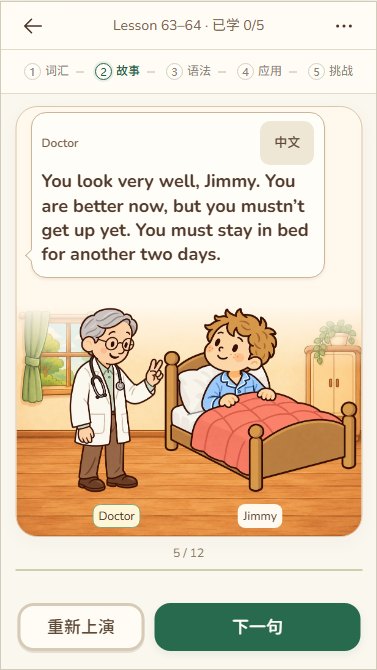 Lesson 63–64 · 已学 0/5
1 词汇 – 2 故事 – 3 语法 – 4 应用 – 5 挑战
Doctor
中文
You look very well, Jimmy. You
are better now, but you mustn't
get up yet. You must stay in bed
for another two days.
Doctor
Jimmy
5 / 12
重新上演
下一句